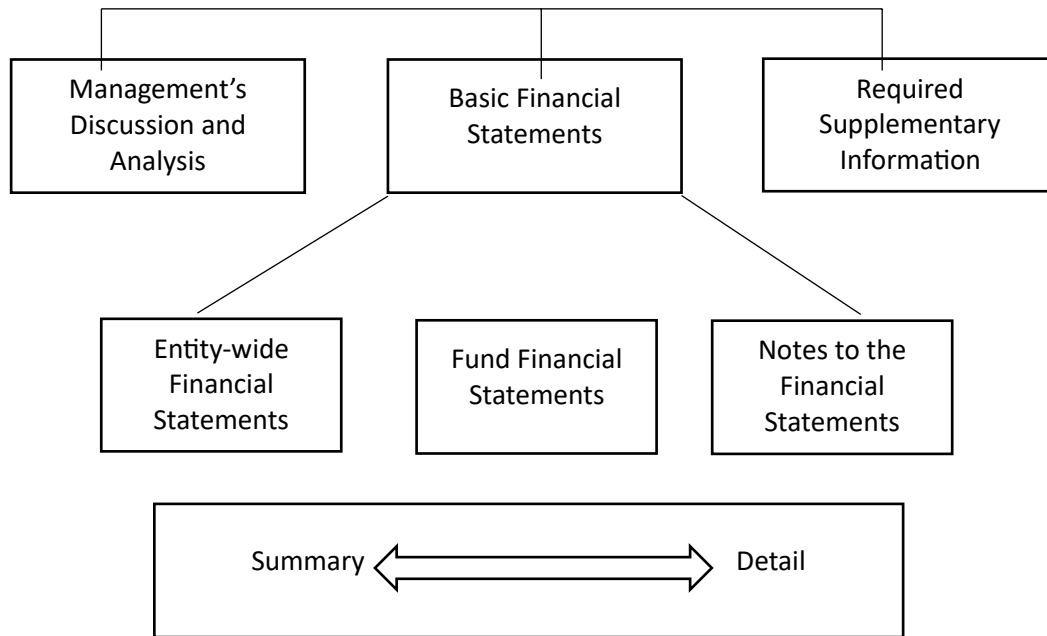 Management’s
Discussion and
Analysis
Basic Financial
Statements
Required
Supplementary
Information
Entity-wide
Financial
Statements
Fund Financial
Statements
Notes to the
Financial
Statements
Summary
Detail